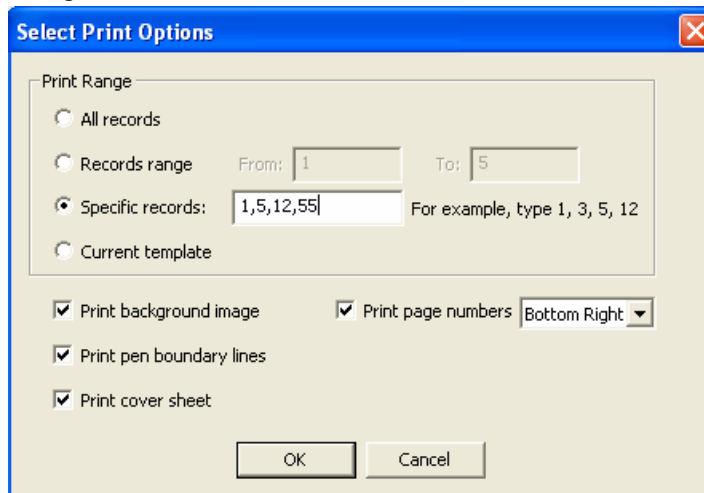 Select Print Options
Print Range
All records
Records range From: 1 To: 5
Specific records: 1,5,12,55 For example, type 1, 3, 5, 12
Current template
Print background image Print page numbers Bottom Right
Print pen boundary lines
Print cover sheet
OK Cancel